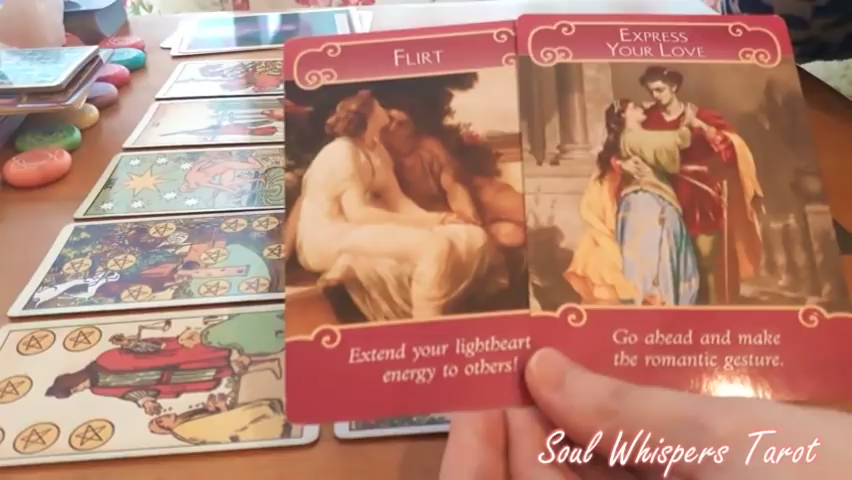 FLIRT
Extend your lightheart
energy to others!
EXPRESS
YOUR LOVE
Go ahead and make
the romantic gesture.
Soul Whispers Tarot